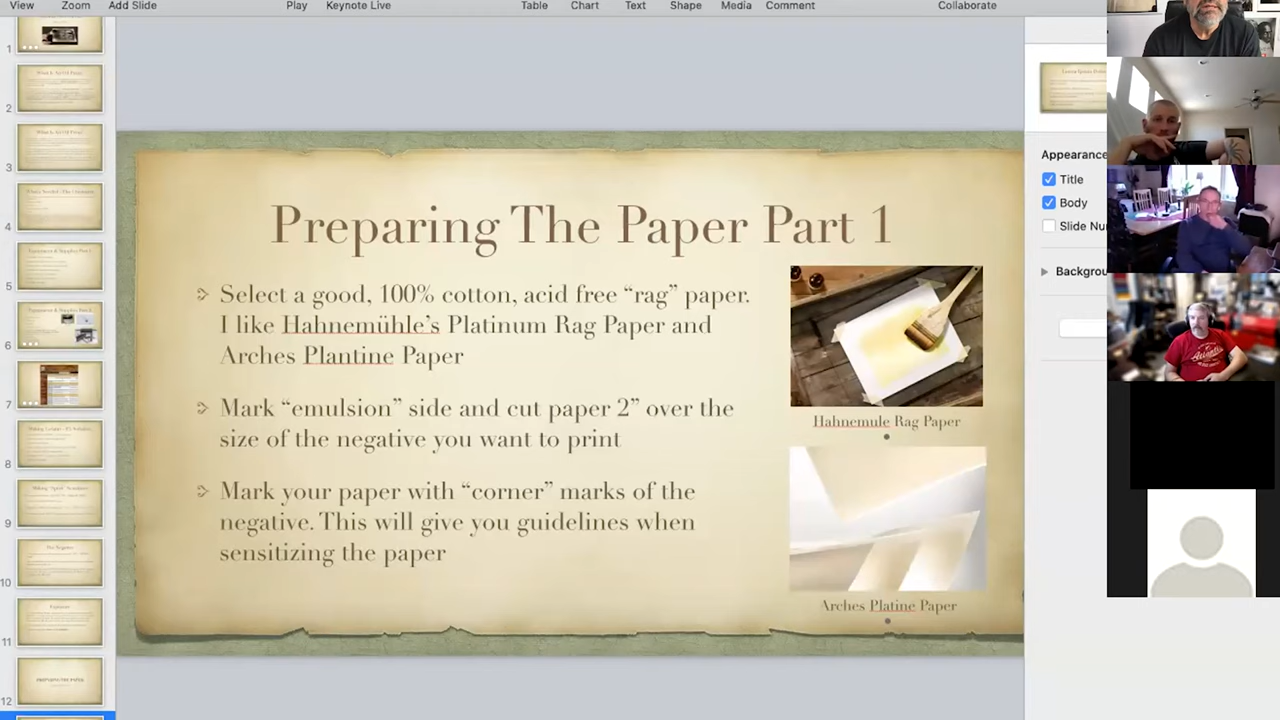 View Zoom Add Slide Play Keynote Live Table Chart Text Shape Media Comment Collaborate
Preparing The Paper Part 1
Select a good, 100% cotton, acid free “rag” paper.
I like Hahnemühle’s Platinum Rag Paper and
Arches Plantine Paper
Mark “emulsion” side and cut paper 2” over the
size of the negative you want to print
Mark your paper with “corner” marks of the
negative. This will give you guidelines when
sensitizing the paper
Hahnemule Rag Paper
Arches Platine Paper
Appearance
Title
Body
Slide Nu
Backgrou
1
2
3
4
5
6
7
8
9
10
11
12
PREPARING THE PAPER